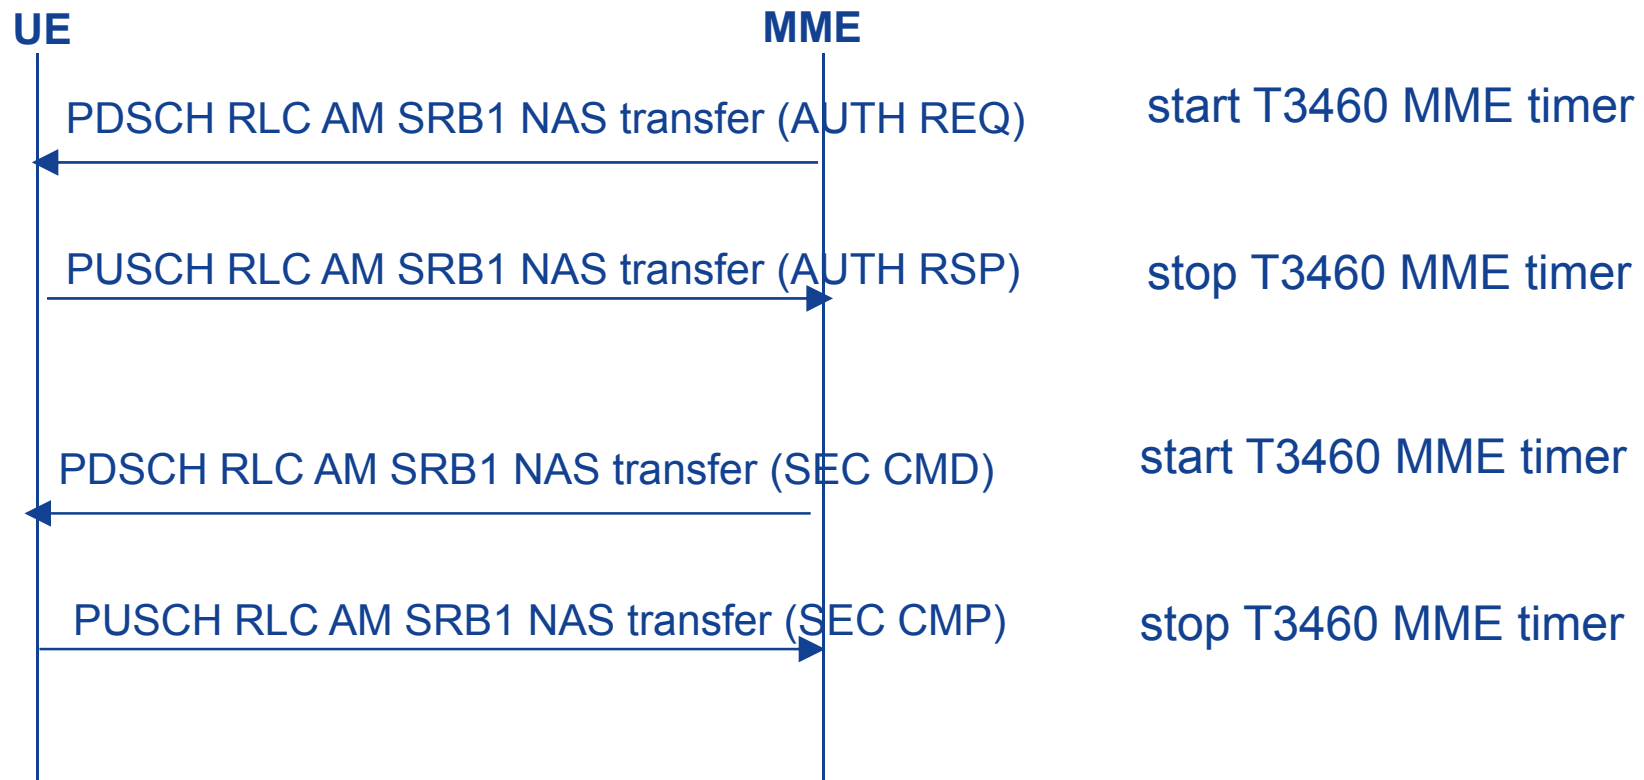 UE MME
PDSCH RLC AM SRB1 NAS transfer (AUTH REQ) start T3460 MME timer
PUSCH RLC AM SRB1 NAS transfer (AUTH RSP) stop T3460 MME timer
PDSCH RLC AM SRB1 NAS transfer (SEC CMD) start T3460 MME timer
PUSCH RLC AM SRB1 NAS transfer (SEC CMP) stop T3460 MME timer